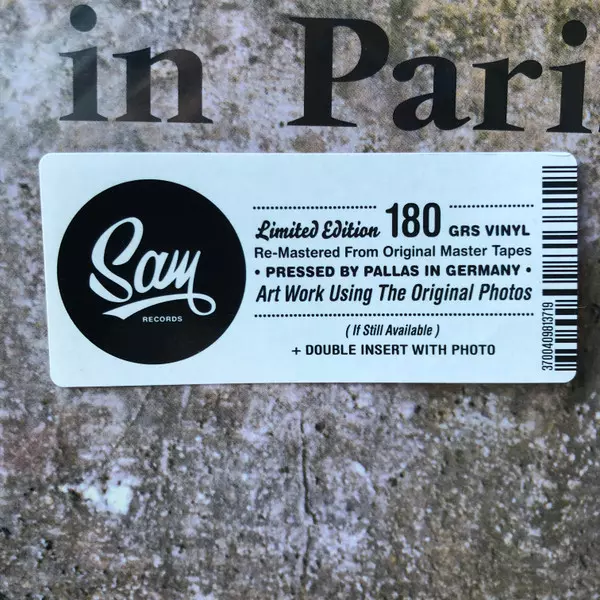 in Paris
Sam
RECORDS
Limited Edition 180 GRS VINYL
Re-Mastered From Original Master Tapes
• PRESSED BY PALLAS IN GERMANY •
Art Work Using The Original Photos
( If Still Available )
+ DOUBLE INSERT WITH PHOTO
3700409813719